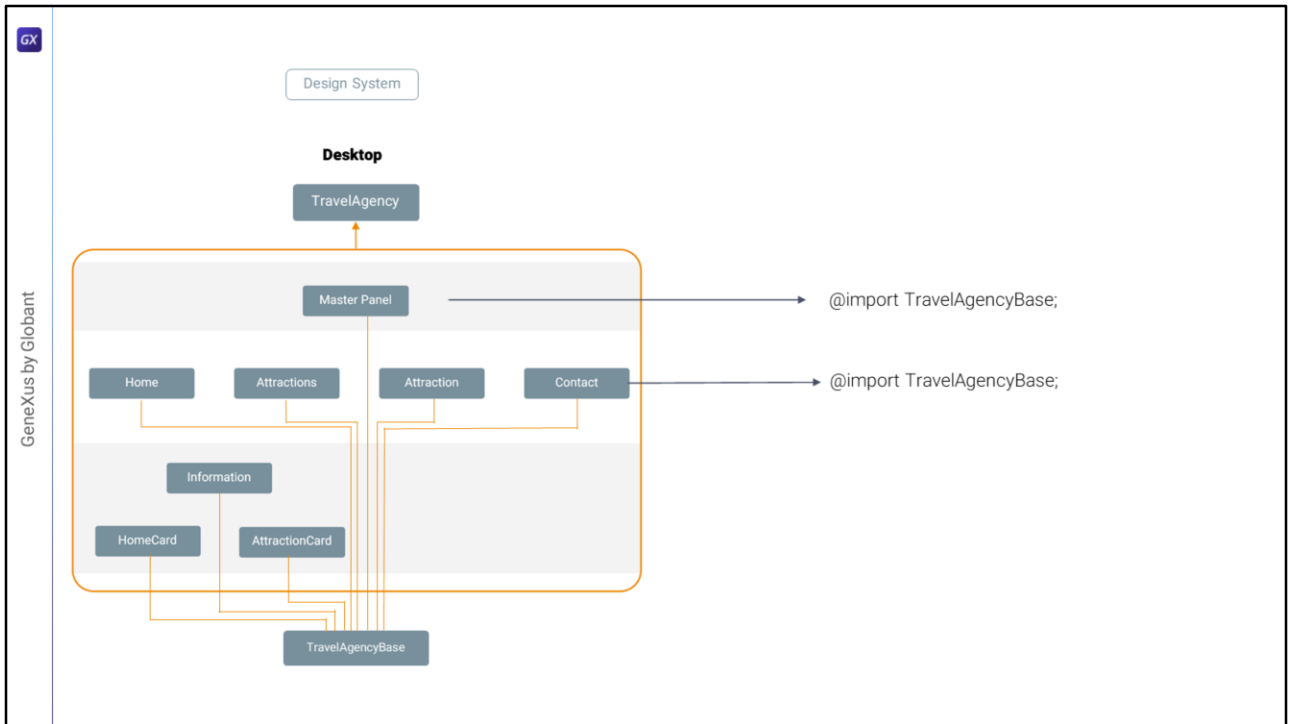 GX
GeneXus by Globant
Design System
Desktop
TravelAgency
Master Panel
@import TravelAgencyBase;
Home
Attractions
Attraction
Contact
@import TravelAgencyBase;
Information
HomeCard
AttractionCard
TravelAgencyBase